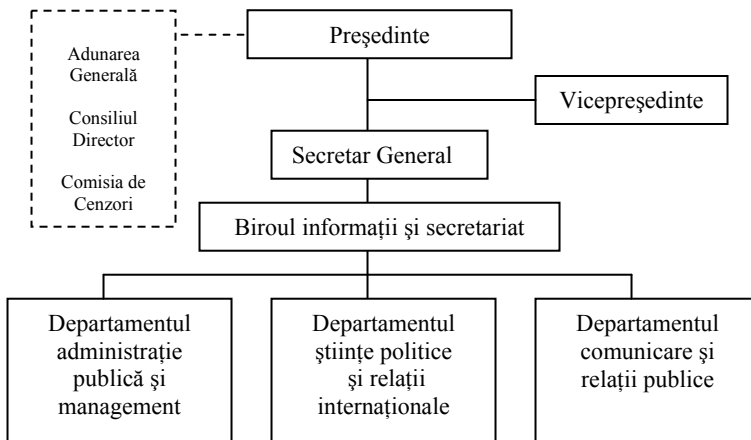 Preşedinte
Adunarea
Generală
Consiliul
Director
Comisia de
Cenzori
Vicepreşedinte
Secretar General
Biroul informaţii şi secretariat
Departamentul
administraţie
publică şi
management
Departamentul
ştiinţe politice
şi relaţii
internaţionale
Departamentul
comunicare şi
relaţii publice